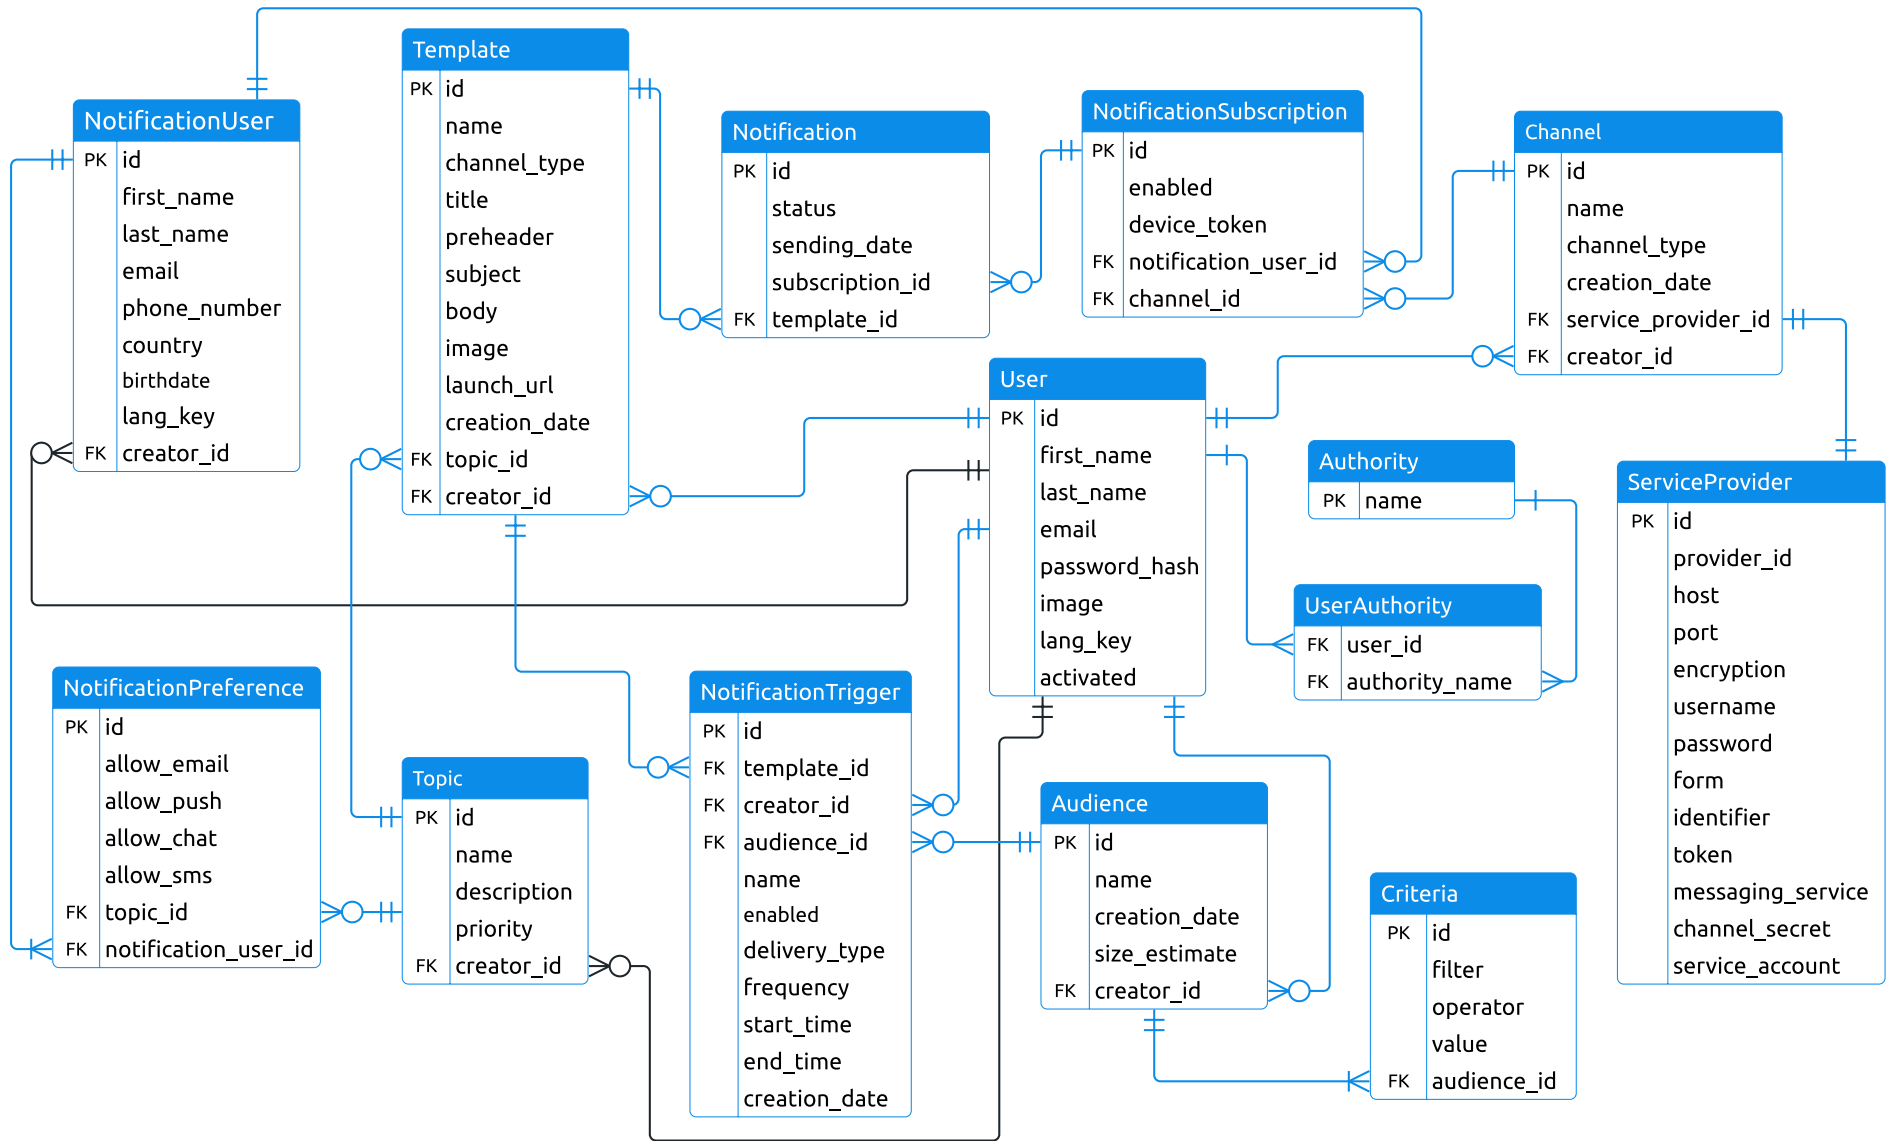 Template
PK id
name
channel_type
title
preheader
subject
body
image
launch_url
creation_date
FK topic_id
FK creator_id
NotificationUser
PK id
first_name
last_name
email
phone_number
country
birthdate
lang_key
FK creator_id
Notification
PK id
status
sending_date
subscription_id
FK template_id
NotificationSubscription
PK id
enabled
device_token
FK notification_user_id
FK channel_id
Channel
PK id
name
channel_type
creation_date
FK service_provider_id
FK creator_id
User
PK id
first_name
last_name
email
password_hash
image
lang_key
activated
Authority
PK name
ServiceProvider
PK id
provider_id
host
port
encryption
username
password
form
identifier
token
messaging_service
channel_secret
service_account
UserAuthority
FK user_id
FK authority_name
NotificationPreference
PK id
allow_email
allow_push
allow_chat
allow_sms
FK topic_id
FK notification_user_id
Topic
PK id
name
description
priority
FK creator_id
NotificationTrigger
PK id
FK template_id
FK creator_id
FK audience_id
name
enabled
delivery_type
frequency
start_time
end_time
creation_date
Audience
PK id
name
creation_date
size_estimate
FK creator_id
Criteria
PK id
filter
operator
value
FK audience_id